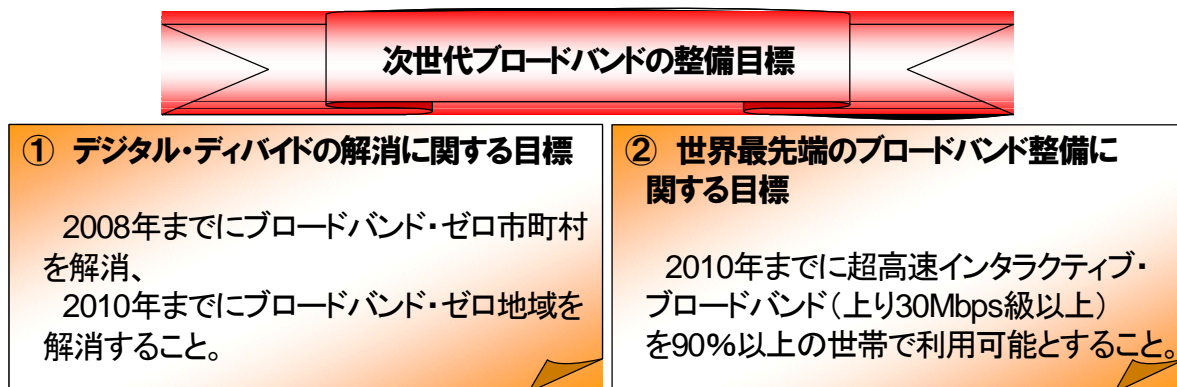 次世代ブロードバンドの整備目標
① デジタル・ディバイドの解消に関する目標
2008年までにブロードバンド・ゼロ市町村
を解消、
2010年までにブロードバンド・ゼロ地域を
解消すること。
② 世界最先端のブロードバンド整備に
関する目標
2010年までに超高速インタラクティブ・
ブロードバンド（上り30Mbps級以上）
を90%以上の世帯で利用可能とすること。